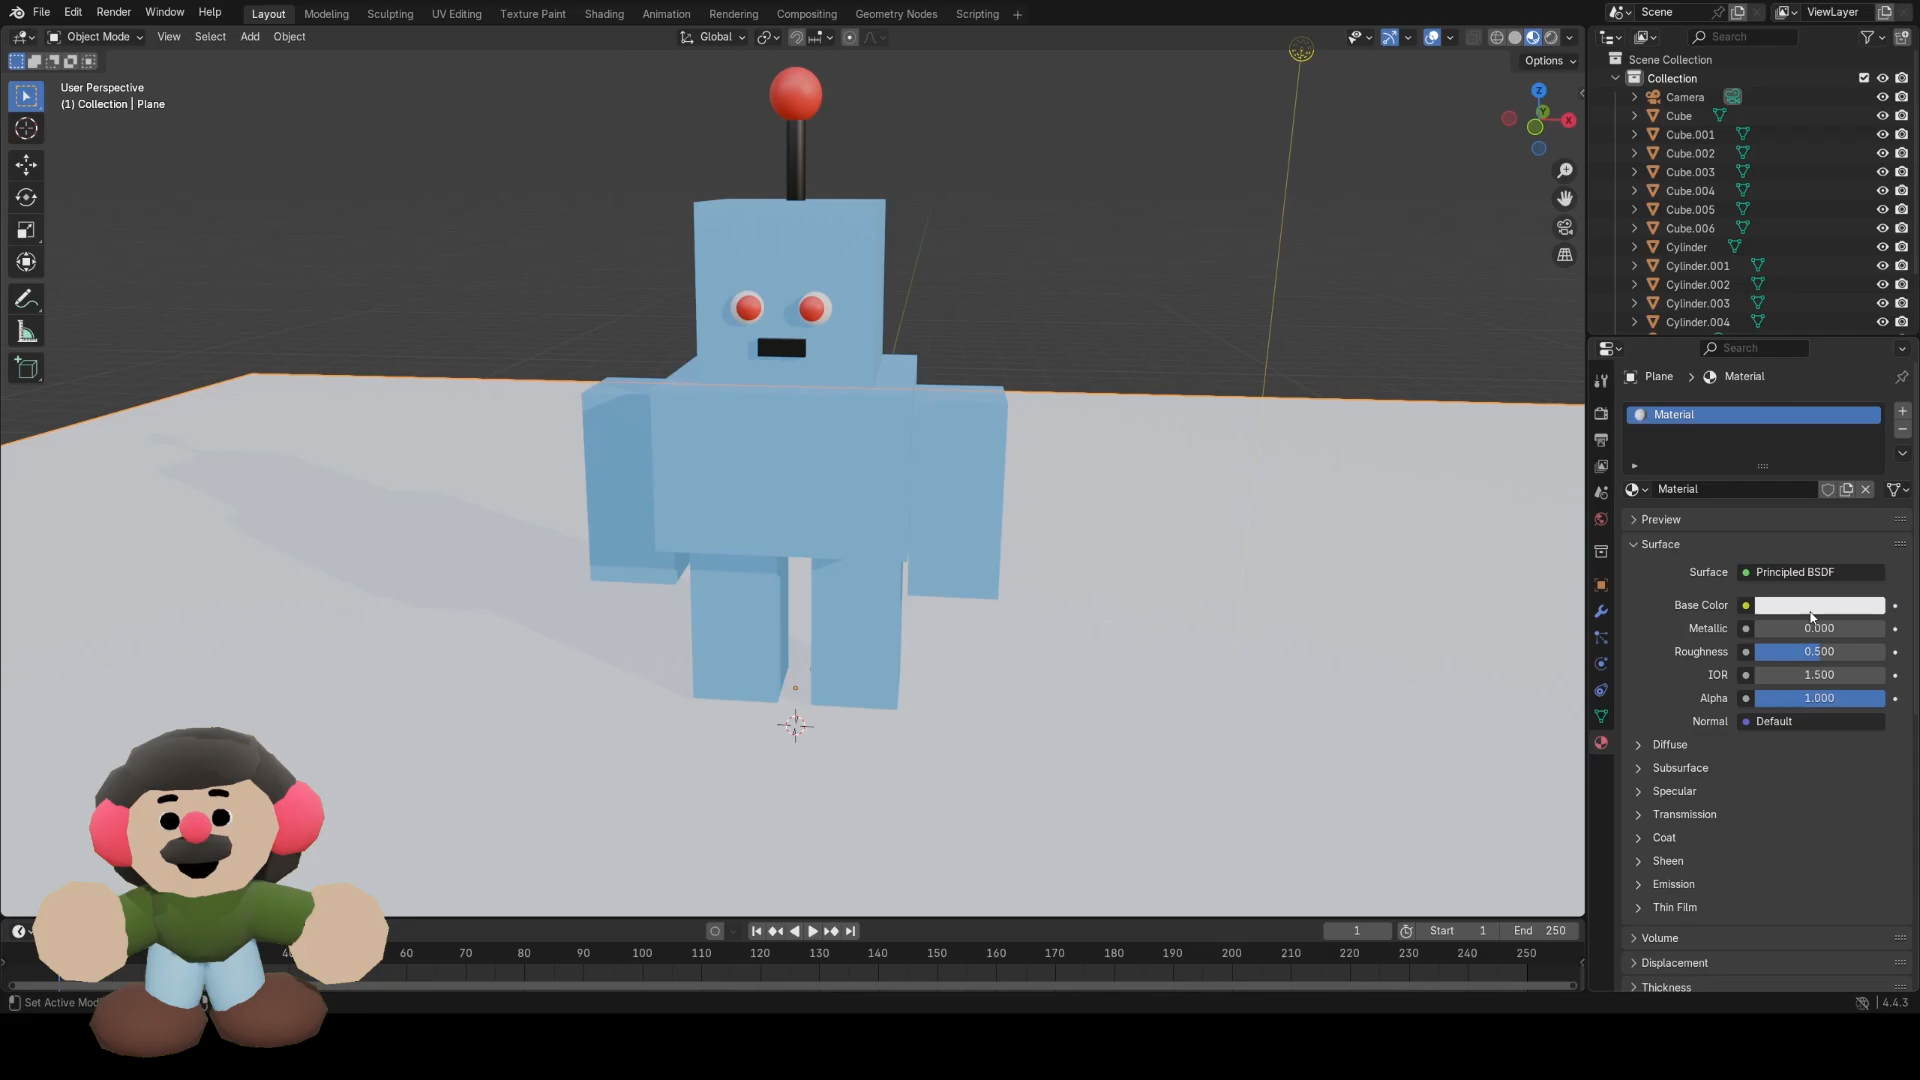 File Edit Render Window Help Layout Modeling Sculpting UV Editing Texture Paint Shading Animation Rendering Compositing Geometry Nodes Scripting + Scene ViewLayer
Object Mode View Select Add Object Global Search
Options
User Perspective
(1) Collection | Plane
Z
Y
X
Scene Collection
Collection
Camera
Cube
Cube.001
Cube.002
Cube.003
Cube.004
Cube.005
Cube.006
Cylinder
Cylinder.001
Cylinder.002
Cylinder.003
Cylinder.004
Search
Plane > Material
Material
Material
Preview
Surface
Surface Principled BSDF
Base Color
Metallic 0.000
Roughness 0.500
IOR 1.500
Alpha 1.000
Normal Default
Diffuse
Subsurface
Specular
Transmission
Coat
Sheen
Emission
Thin Film
Volume
Displacement
Thickness
1 Start 1 End 250
60 70 80 90 100 110 120 130 140 150 160 170 180 190 200 210 220 230 240 250
Set Active Mod
4.4.3